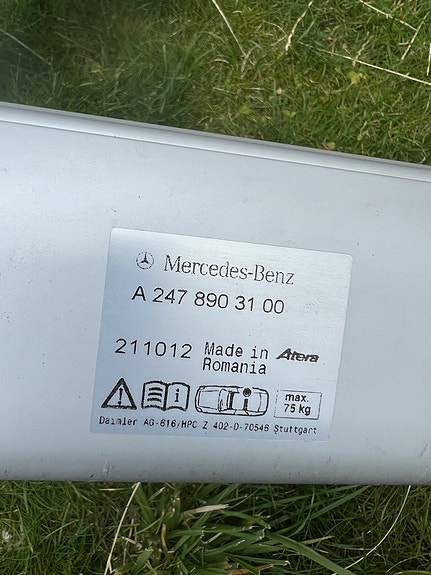 Mercedes-Benz
A 247 890 31 00
211012 Made in Atera
Romania
max.
75 kg
Daimler AG-616/HPC Z 402-D-70546 Stuttgart